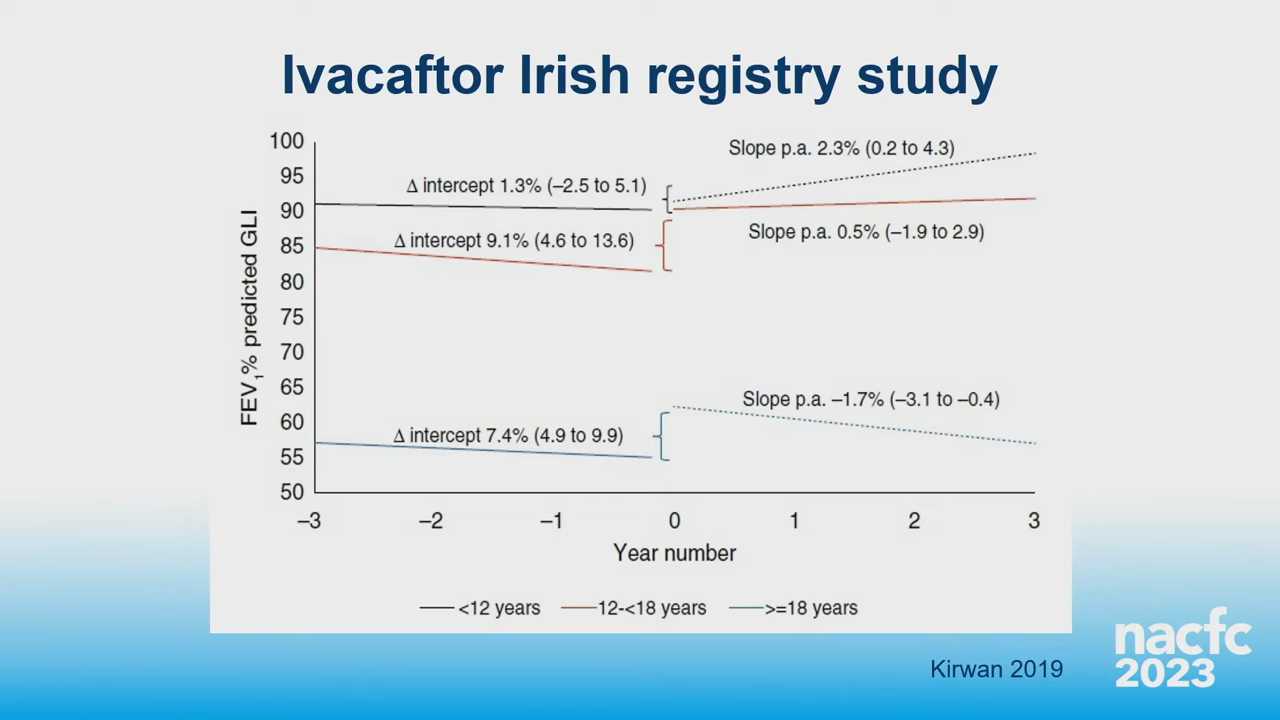 Ivacaftor Irish registry study
FEV1% predicted GLI
100
95
90
85
80
75
70
65
60
55
50
Δ intercept 1.3% (–2.5 to 5.1)
Slope p.a. 2.3% (0.2 to 4.3)
Δ intercept 9.1% (4.6 to 13.6)
Slope p.a. 0.5% (–1.9 to 2.9)
Δ intercept 7.4% (4.9 to 9.9)
Slope p.a. –1.7% (–3.1 to –0.4)
–3 –2 –1 0 1 2 3
Year number
<12 years 12-<18 years >=18 years
Kirwan 2019
nacfc
2023